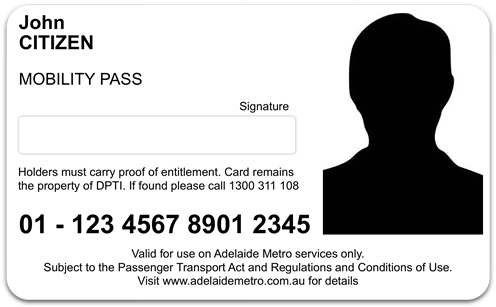 John
CITIZEN
MOBILITY PASS
Signature
Holders must carry proof of entitlement. Card remains
the property of DPTI. If found please call 1300 311 108
01 - 123 4567 8901 2345
Valid for use on Adelaide Metro services only.
Subject to the Passenger Transport Act and Regulations and Conditions of Use.
Visit www.adelaidemetro.com.au for details